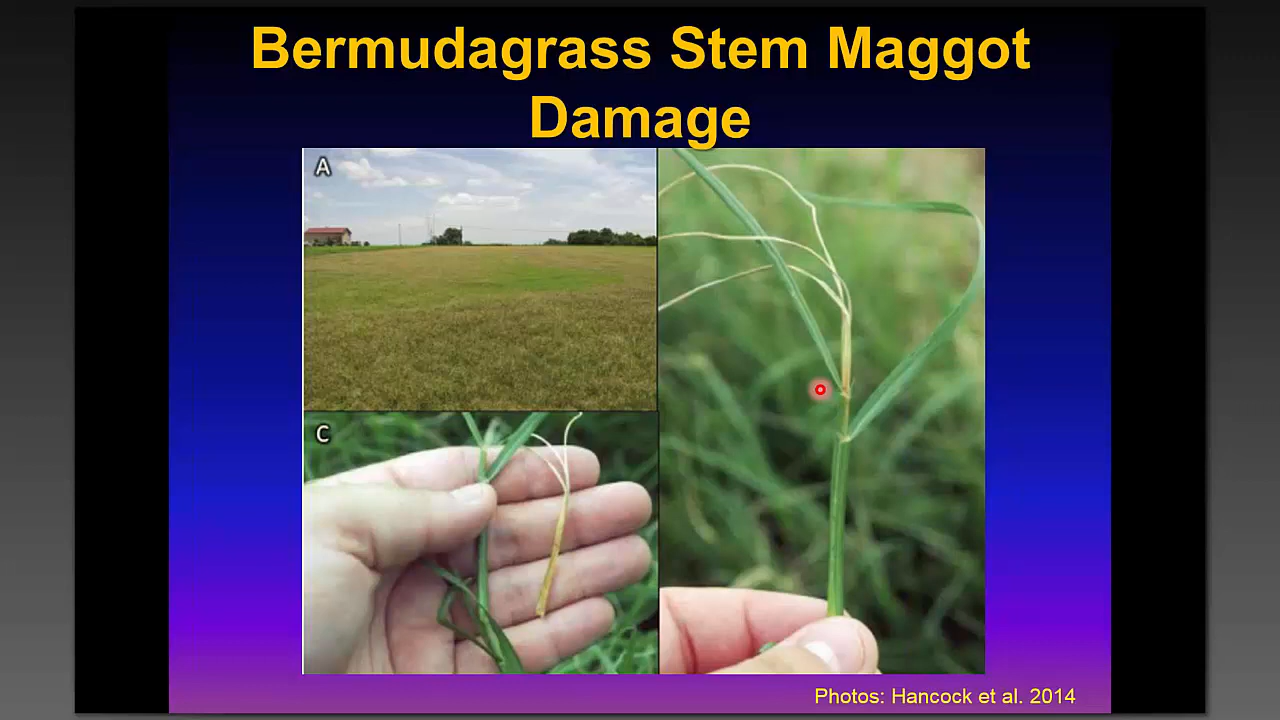 Bermudagrass Stem Maggot
Damage
A
C
Photos: Hancock et al. 2014